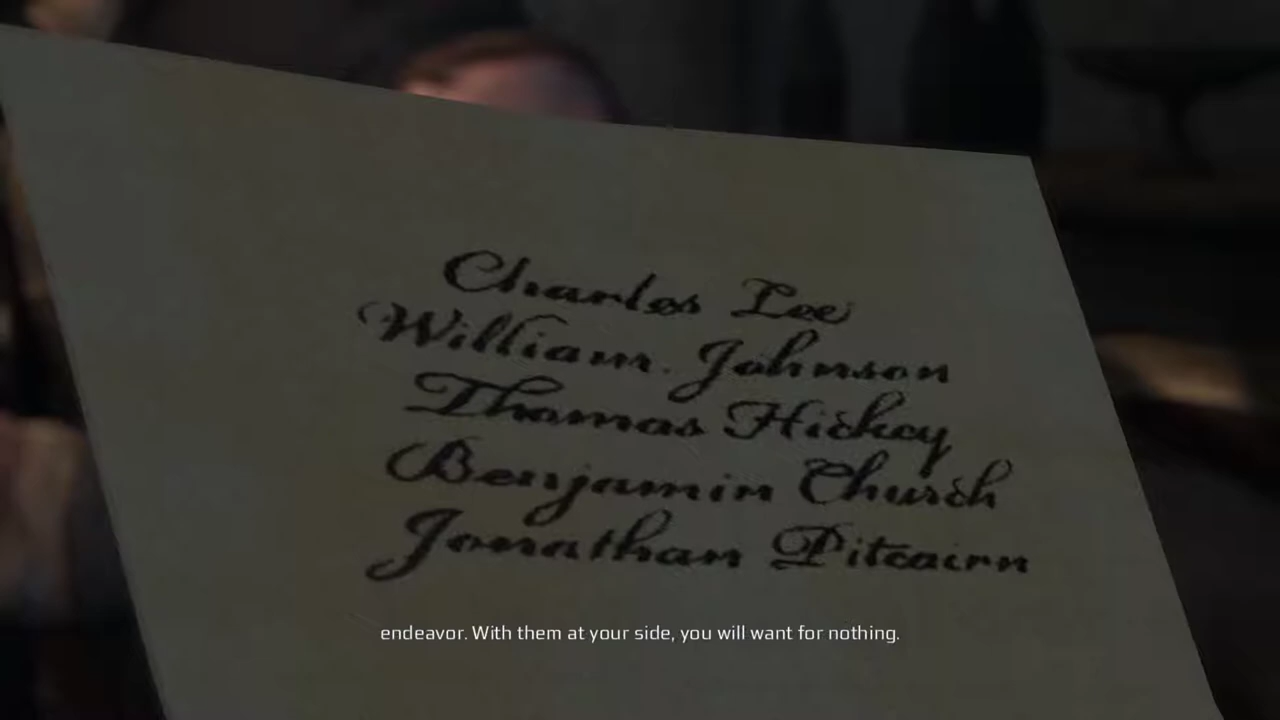 Charles Lee
William. Johnson
Thomas Hickey
Benjamin Church
Jonathan Pitcairn
endeavor. With them at your side, you will want for nothing.